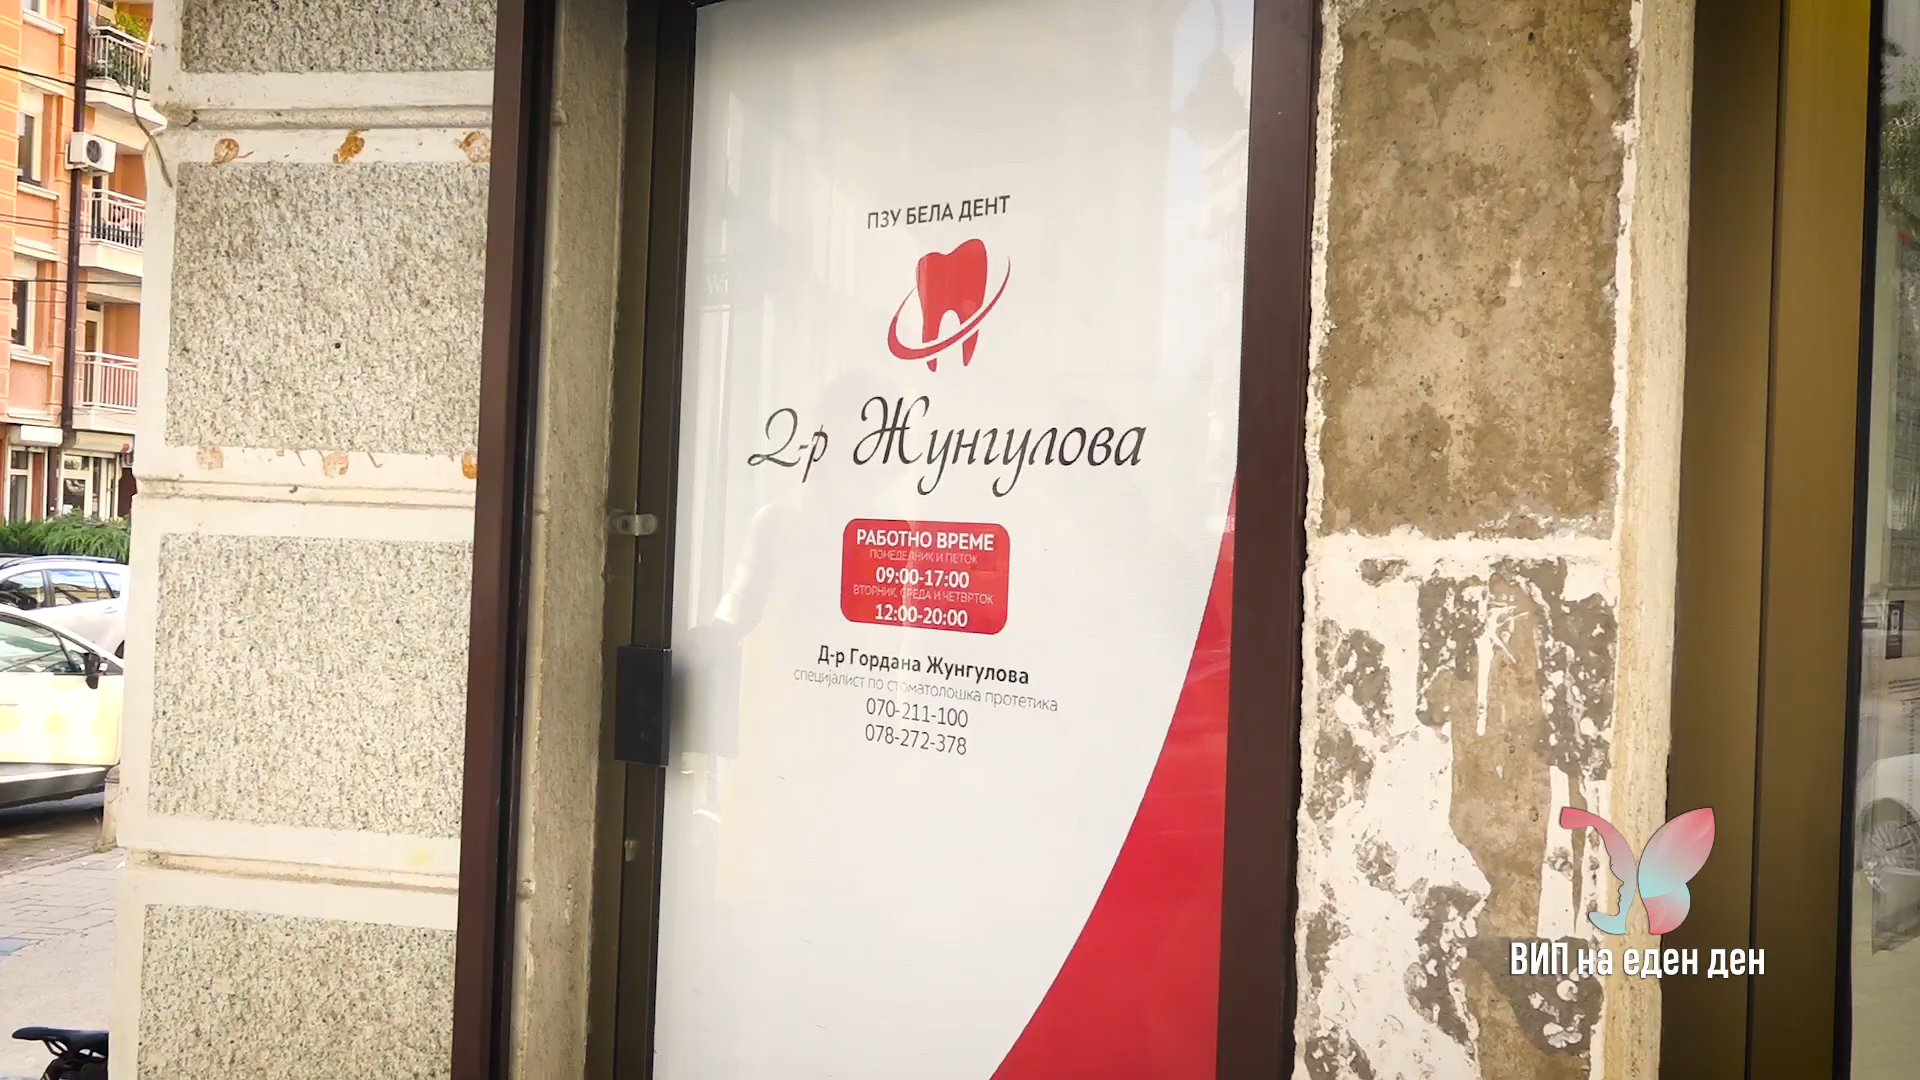 ПЗУ БЕЛА ДЕНТ
Д-р Жунгулова
РАБОТНО ВРЕМЕ
ПОНЕДЕЛНИК И ПЕТОК
09:00-17:00
ВТОРНИК, СРЕДА И ЧЕТВРТОК
12:00-20:00
Д-р Гордана Жунгулова
специјалист по стоматолошка протетика
070-211-100
078-272-378
ВИП на еден ден